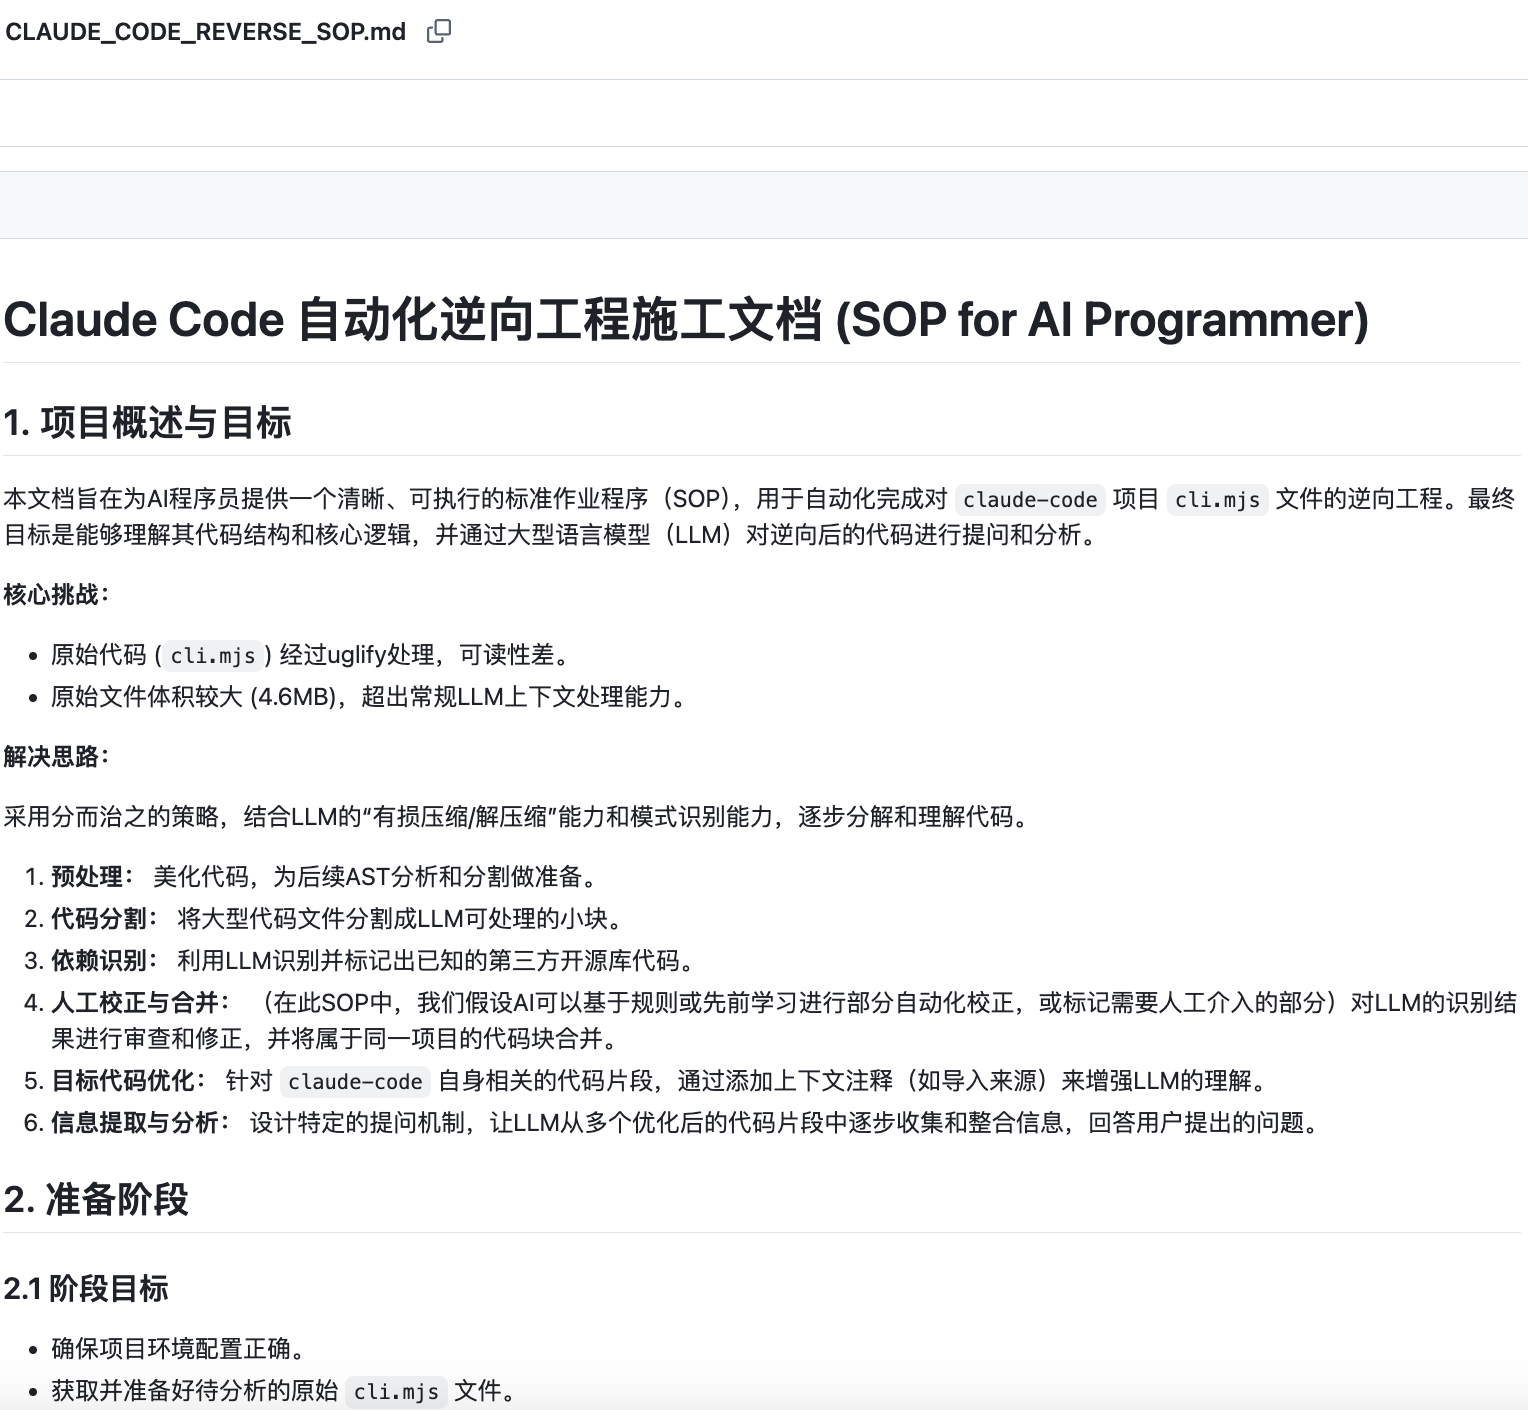 CLAUDE_CODE_REVERSE_SOP.md
Claude Code 自动化逆向工程施工文档 (SOP for AI Programmer)
1. 项目概述与目标
本文档旨在为AI程序员提供一个清晰、可执行的标准作业程序（SOP），用于自动化完成对 claude-code 项目 cli.mjs 文件的逆向工程。最终
目标是能够理解其代码结构和核心逻辑，并通过大型语言模型（LLM）对逆向后的代码进行提问和分析。
核心挑战：
• 原始代码 (cli.mjs) 经过uglify处理，可读性差。
• 原始文件体积较大 (4.6MB)，超出常规LLM上下文处理能力。
解决思路：
采用分而治之的策略，结合LLM的“有损压缩/解压缩”能力和模式识别能力，逐步分解和理解代码。
1. 预处理： 美化代码，为后续AST分析和分割做准备。
2. 代码分割： 将大型代码文件分割成LLM可处理的小块。
3. 依赖识别： 利用LLM识别并标记出已知的第三方开源库代码。
4. 人工校正与合并： （在此SOP中，我们假设AI可以基于规则或先前学习进行部分自动化校正，或标记需要人工介入的部分）对LLM的识别结
果进行审查和修正，并将属于同一项目的代码块合并。
5. 目标代码优化： 针对 claude-code 自身相关的代码片段，通过添加上下文注释（如导入来源）来增强LLM的理解。
6. 信息提取与分析： 设计特定的提问机制，让LLM从多个优化后的代码片段中逐步收集和整合信息，回答用户提出的问题。
2. 准备阶段
2.1 阶段目标
• 确保项目环境配置正确。
• 获取并准备好待分析的原始 cli.mjs 文件。